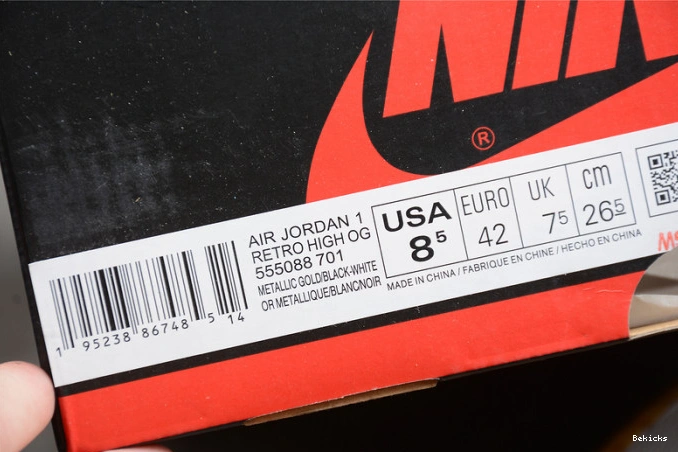 NIK
®
AIR JORDAN 1
RETRO HIGH OG
555088 701
METALLIC GOLD/BLACK-WHITE
OR METALLIQUE/BLANC/NOIR
USA
8⁵
EURO
42
UK
7⁵
cm
26⁵
MADE IN CHINA / FABRIQUE EN CHINE / HECHO EN CHINA
1 95238 86748 5 14
Bekicks